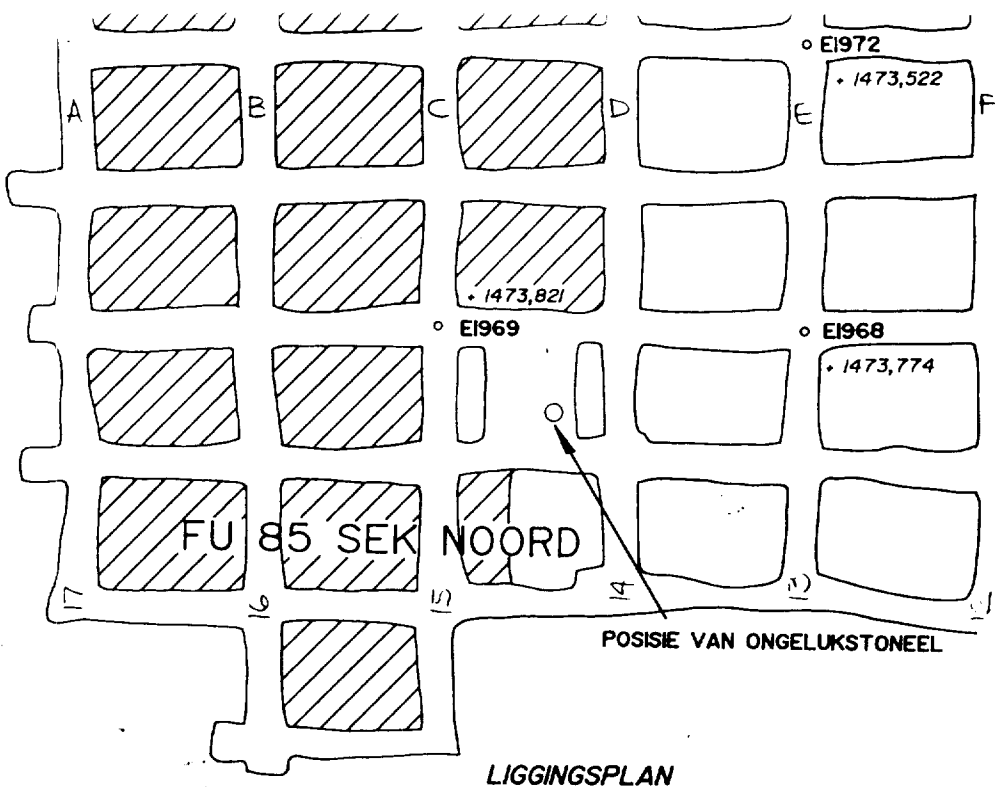 E1972
+ 1473,522
A B C D E F
+ 1473,821
E1969
E1968
+ 1473,774
FU 85 SEK NOORD
17 16 15 14 13
POSISIE VAN ONGELUKSTONEEL
LIGGINGSPLAN